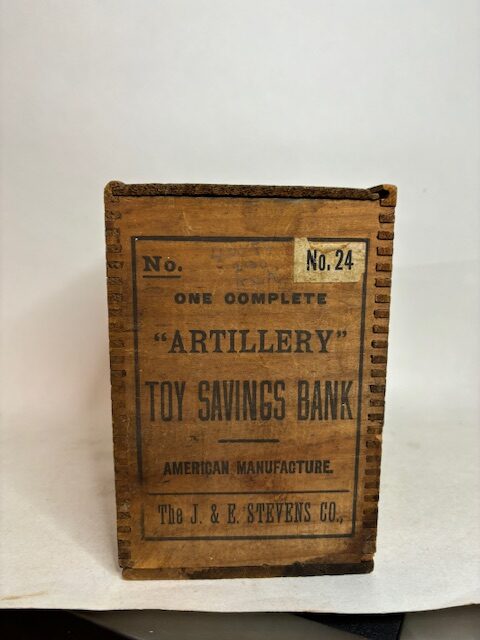 No.
No. 24
ONE COMPLETE
"ARTILLERY"
TOY SAVINGS BANK
AMERICAN MANUFACTURE.
The J. & E. STEVENS CO.,